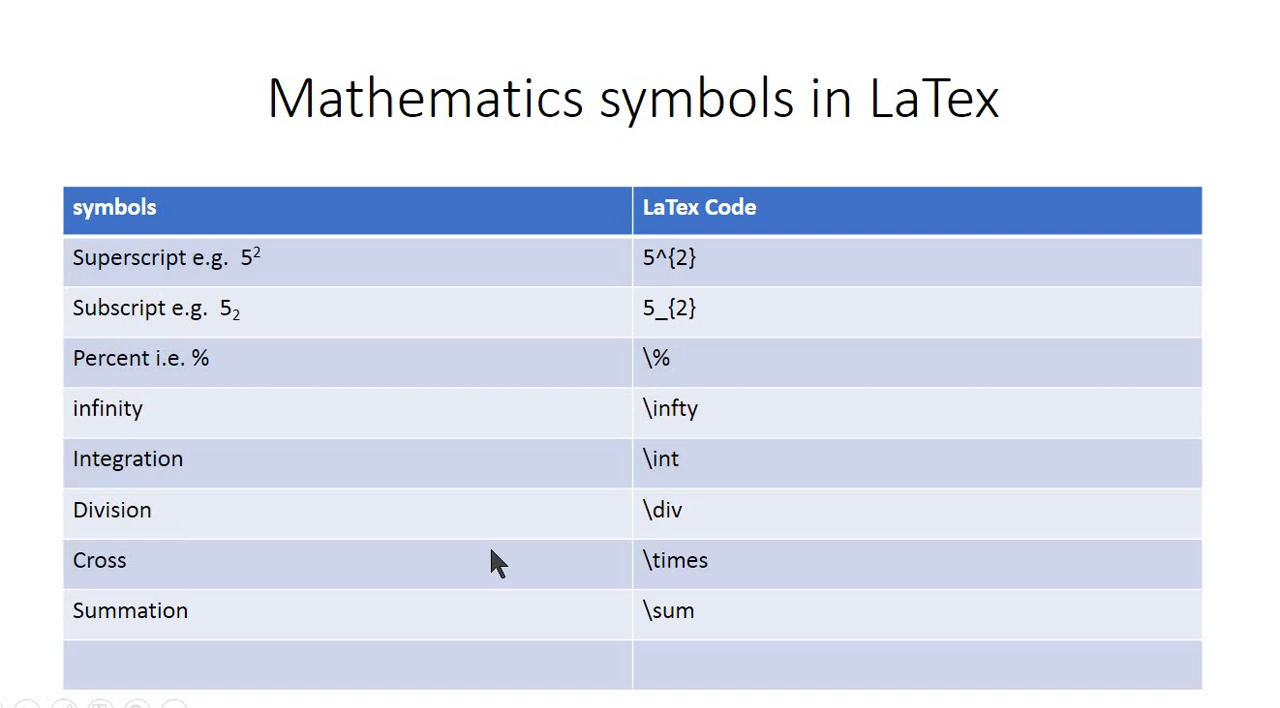 Mathematics symbols in LaTex
symbols LaTex Code
Superscript e.g. 5² 5^{2}
Subscript e.g. 5₂ 5_{2}
Percent i.e. % \%
infinity \infty
Integration \int
Division \div
Cross \times
Summation \sum